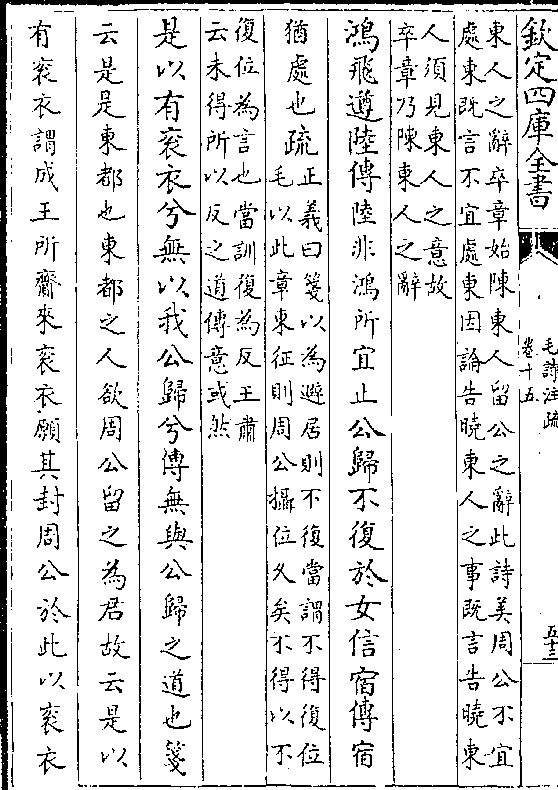 欽定四庫全書
毛詩注疏
卷十五
五十三
東人之辭卒章始陳東人留公之辭此詩美周公不宜
處東既言不宜處東因論告曉東人之事既言告曉東
人須見東人之意故
卒章乃陳東人之辭
鴻飛遵陸傳陸非鴻所宜止公歸不復於女信宿傳宿
猶處也疏
正義曰箋以為避居則不復當謂不得復位
毛以此章東征則周公攝位久矣不得以不
復位為言也當訓復為反王肅
云未得所以反之道傳意或然
是以有衮衣兮無以我公歸兮傳無與公歸之道也箋
云是是東都也東都之人欲周公留之為君故云是以
有衮衣謂成王所齎來衮衣願其封周公於此以衮衣